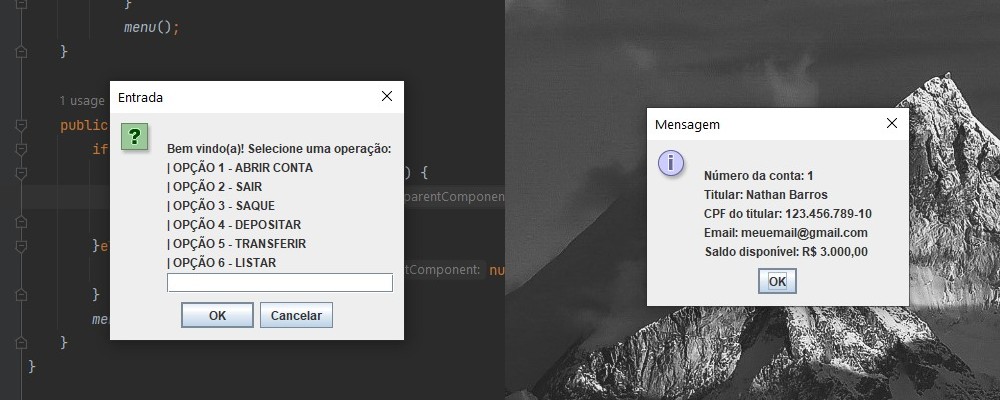 }
menu();
}
1 usage
public
if
) {
parentComponent
}e
tComponent: nu
}
me
}
}
Entrada
?
Bem vindo(a)! Selecione uma operação:
| OPÇÃO 1 - ABRIR CONTA
| OPÇÃO 2 - SAIR
| OPÇÃO 3 - SAQUE
| OPÇÃO 4 - DEPOSITAR
| OPÇÃO 5 - TRANSFERIR
| OPÇÃO 6 - LISTAR
OK Cancelar
Mensagem
i
Número da conta: 1
Titular: Nathan Barros
CPF do titular: 123.456.789-10
Email: meuemail@gmail.com
Saldo disponível: R$ 3.000,00
OK